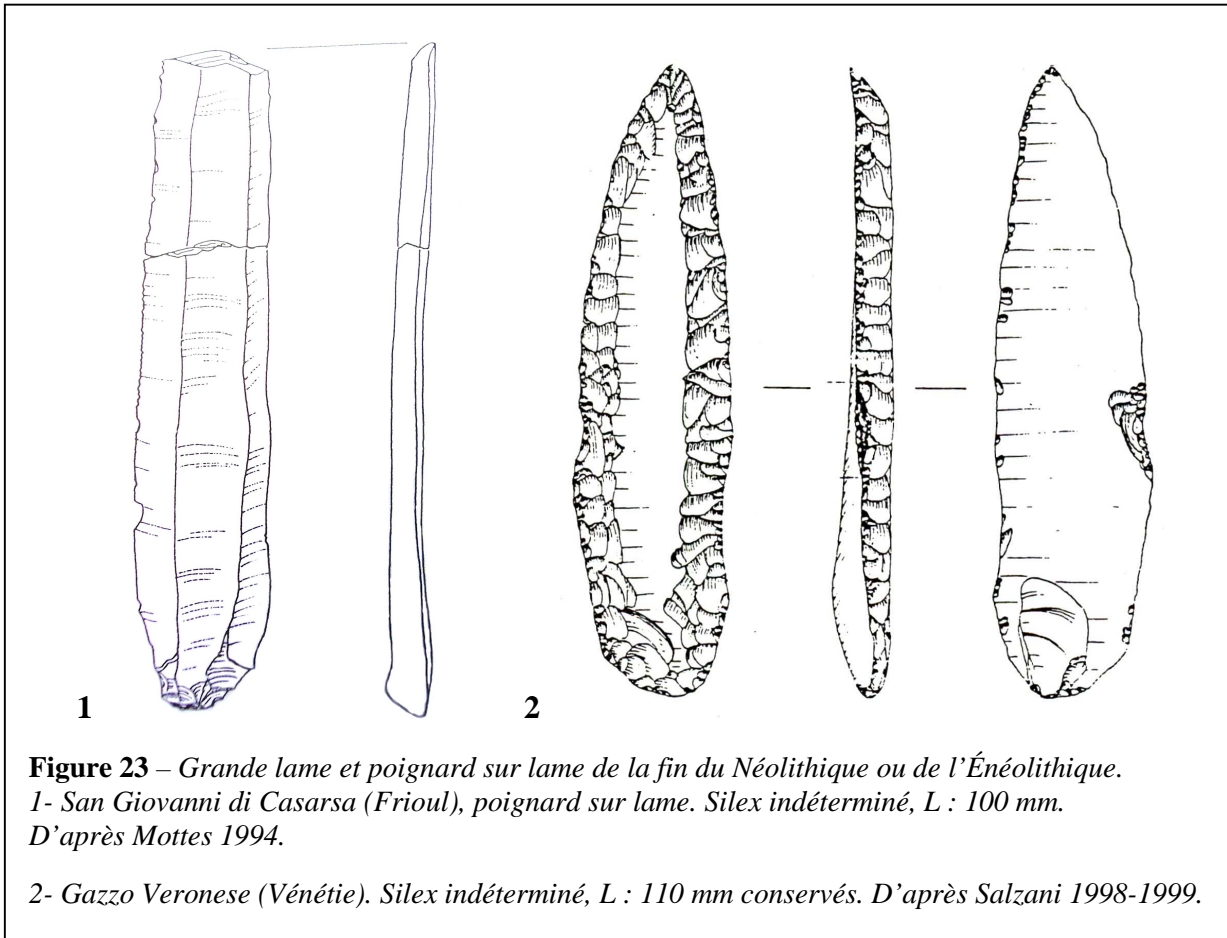 1
2
Figure 23 – Grande lame et poignard sur lame de la fin du Néolithique ou de l’Énéolithique.
1- San Giovanni di Casarsa (Frioul), poignard sur lame. Silex indéterminé, L : 100 mm.
D’après Mottes 1994.
2- Gazzo Veronese (Vénétie). Silex indéterminé, L : 110 mm conservés. D’après Salzani 1998-1999.